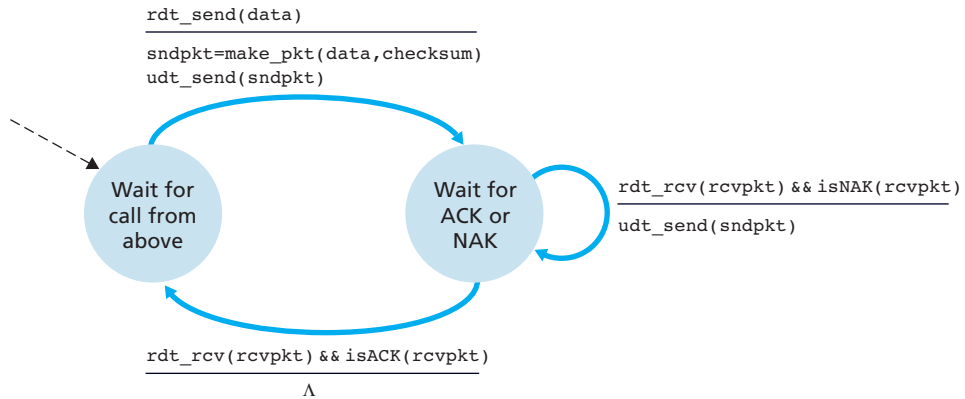 rdt_send(data)
sndpkt=make_pkt(data,checksum)
udt_send(sndpkt)
Wait for
call from
above
Wait for
ACK or
NAK
rdt_rcv(rcvpkt) && isNAK(rcvpkt)
udt_send(sndpkt)
rdt_rcv(rcvpkt) && isACK(rcvpkt)
Λ